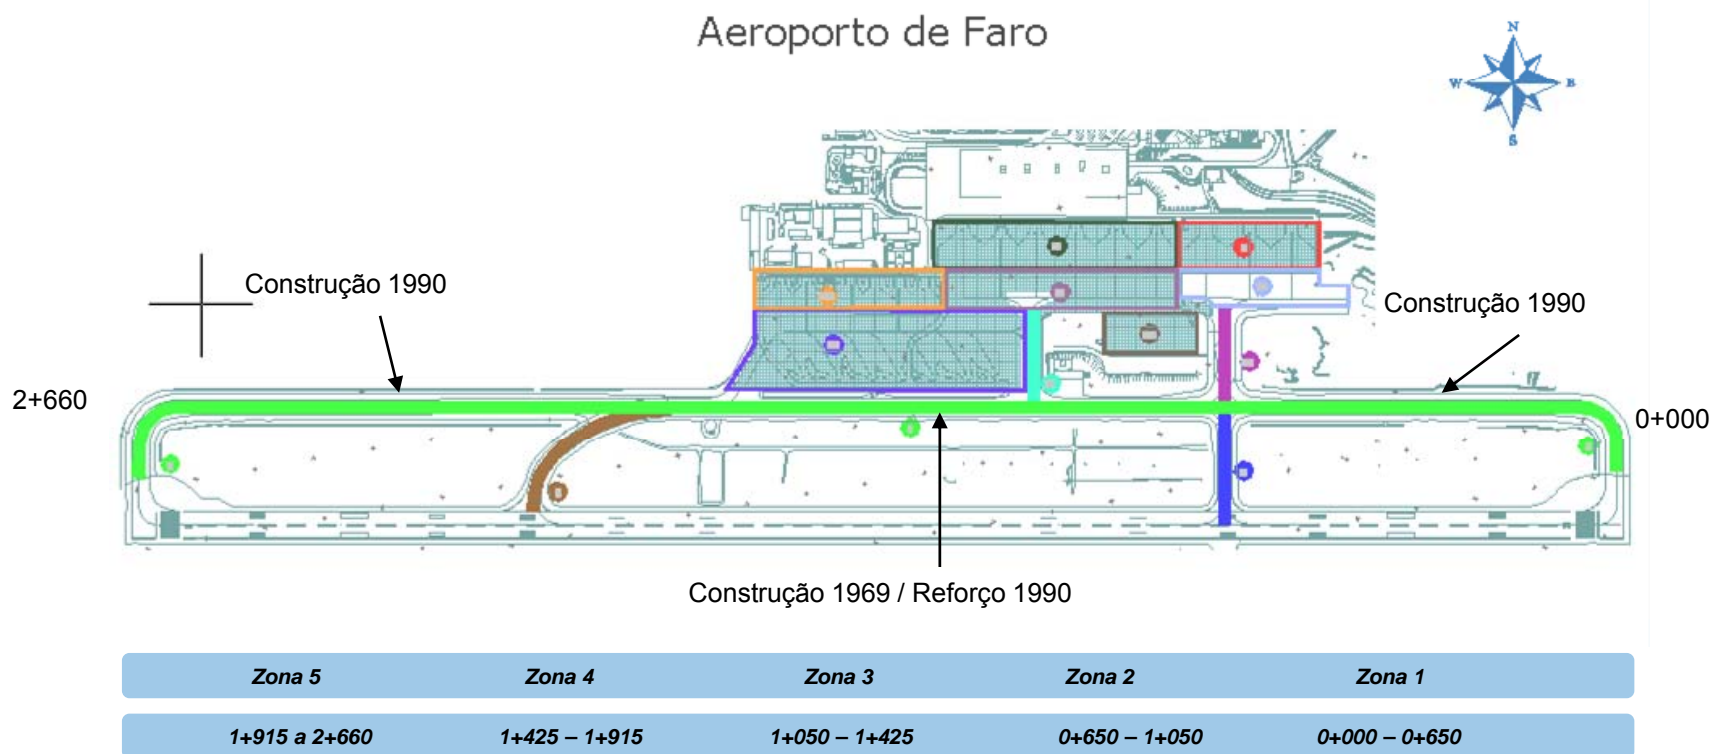 Aeroporto de Faro
N
W
S
Construção 1990
Construção 1990
2+660
0+000
Construção 1969 / Reforço 1990
Zona 5 Zona 4 Zona 3 Zona 2 Zona 1
1+915 a 2+660 1+425 – 1+915 1+050 – 1+425 0+650 – 1+050 0+000 – 0+650